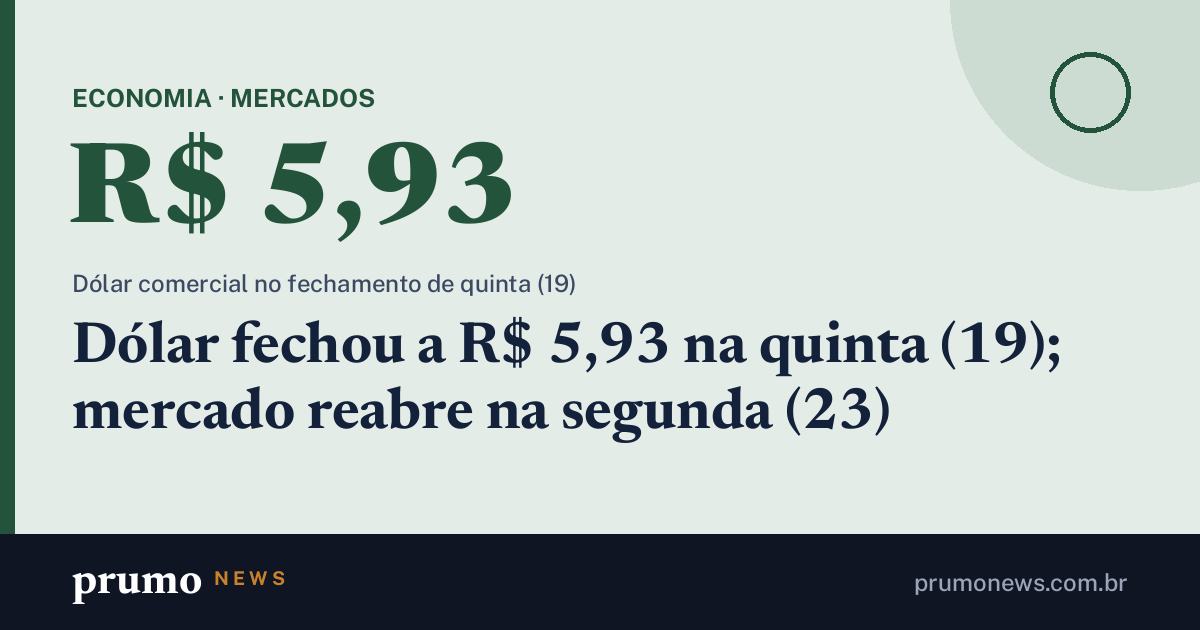 ECONOMIA · MERCADOS
R$ 5,93
Dólar comercial no fechamento de quinta (19)
Dólar fechou a R$ 5,93 na quinta (19);
mercado reabre na segunda (23)
prumo NEWS
prumonews.com.br